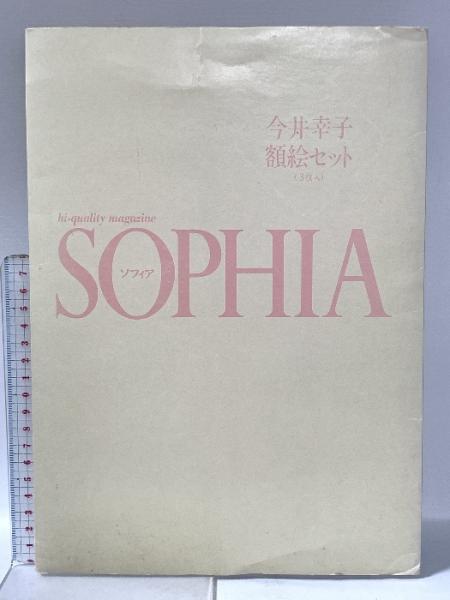 今井幸子
額絵セット
(3枚入)
hi-quality magazine
SOPHIA
ソフィア